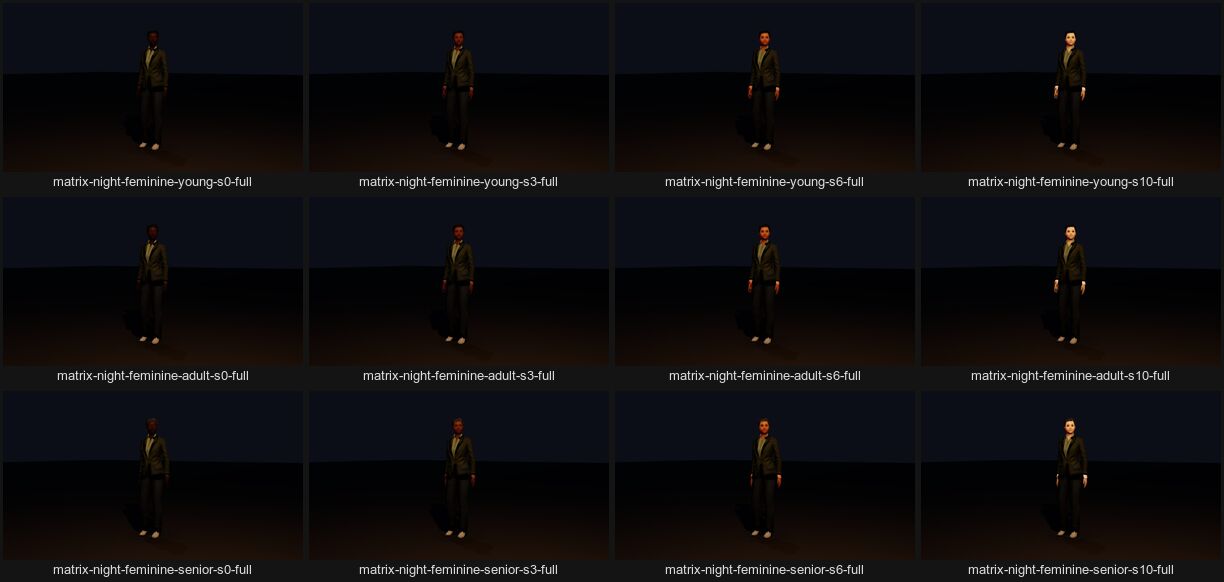 matrix-night-feminine-young-s0-full
matrix-night-feminine-young-s3-full
matrix-night-feminine-young-s6-full
matrix-night-feminine-young-s10-full
matrix-night-feminine-adult-s0-full
matrix-night-feminine-adult-s3-full
matrix-night-feminine-adult-s6-full
matrix-night-feminine-adult-s10-full
matrix-night-feminine-senior-s0-full
matrix-night-feminine-senior-s3-full
matrix-night-feminine-senior-s6-full
matrix-night-feminine-senior-s10-full